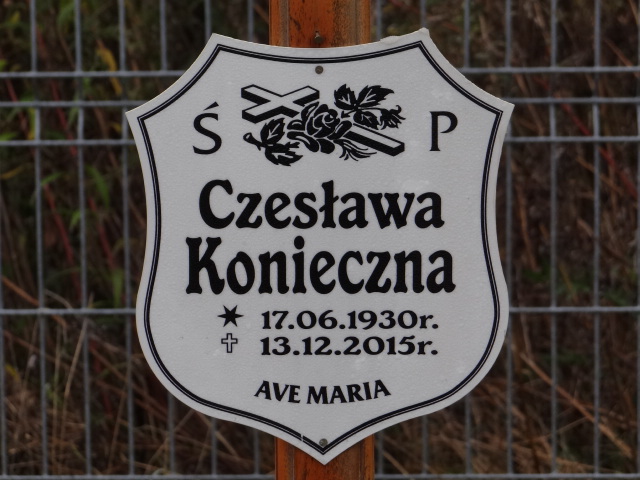 Ś P
Czesława
Konieczna
✶ 17.06.1930r.
✞ 13.12.2015r.
AVE MARIA